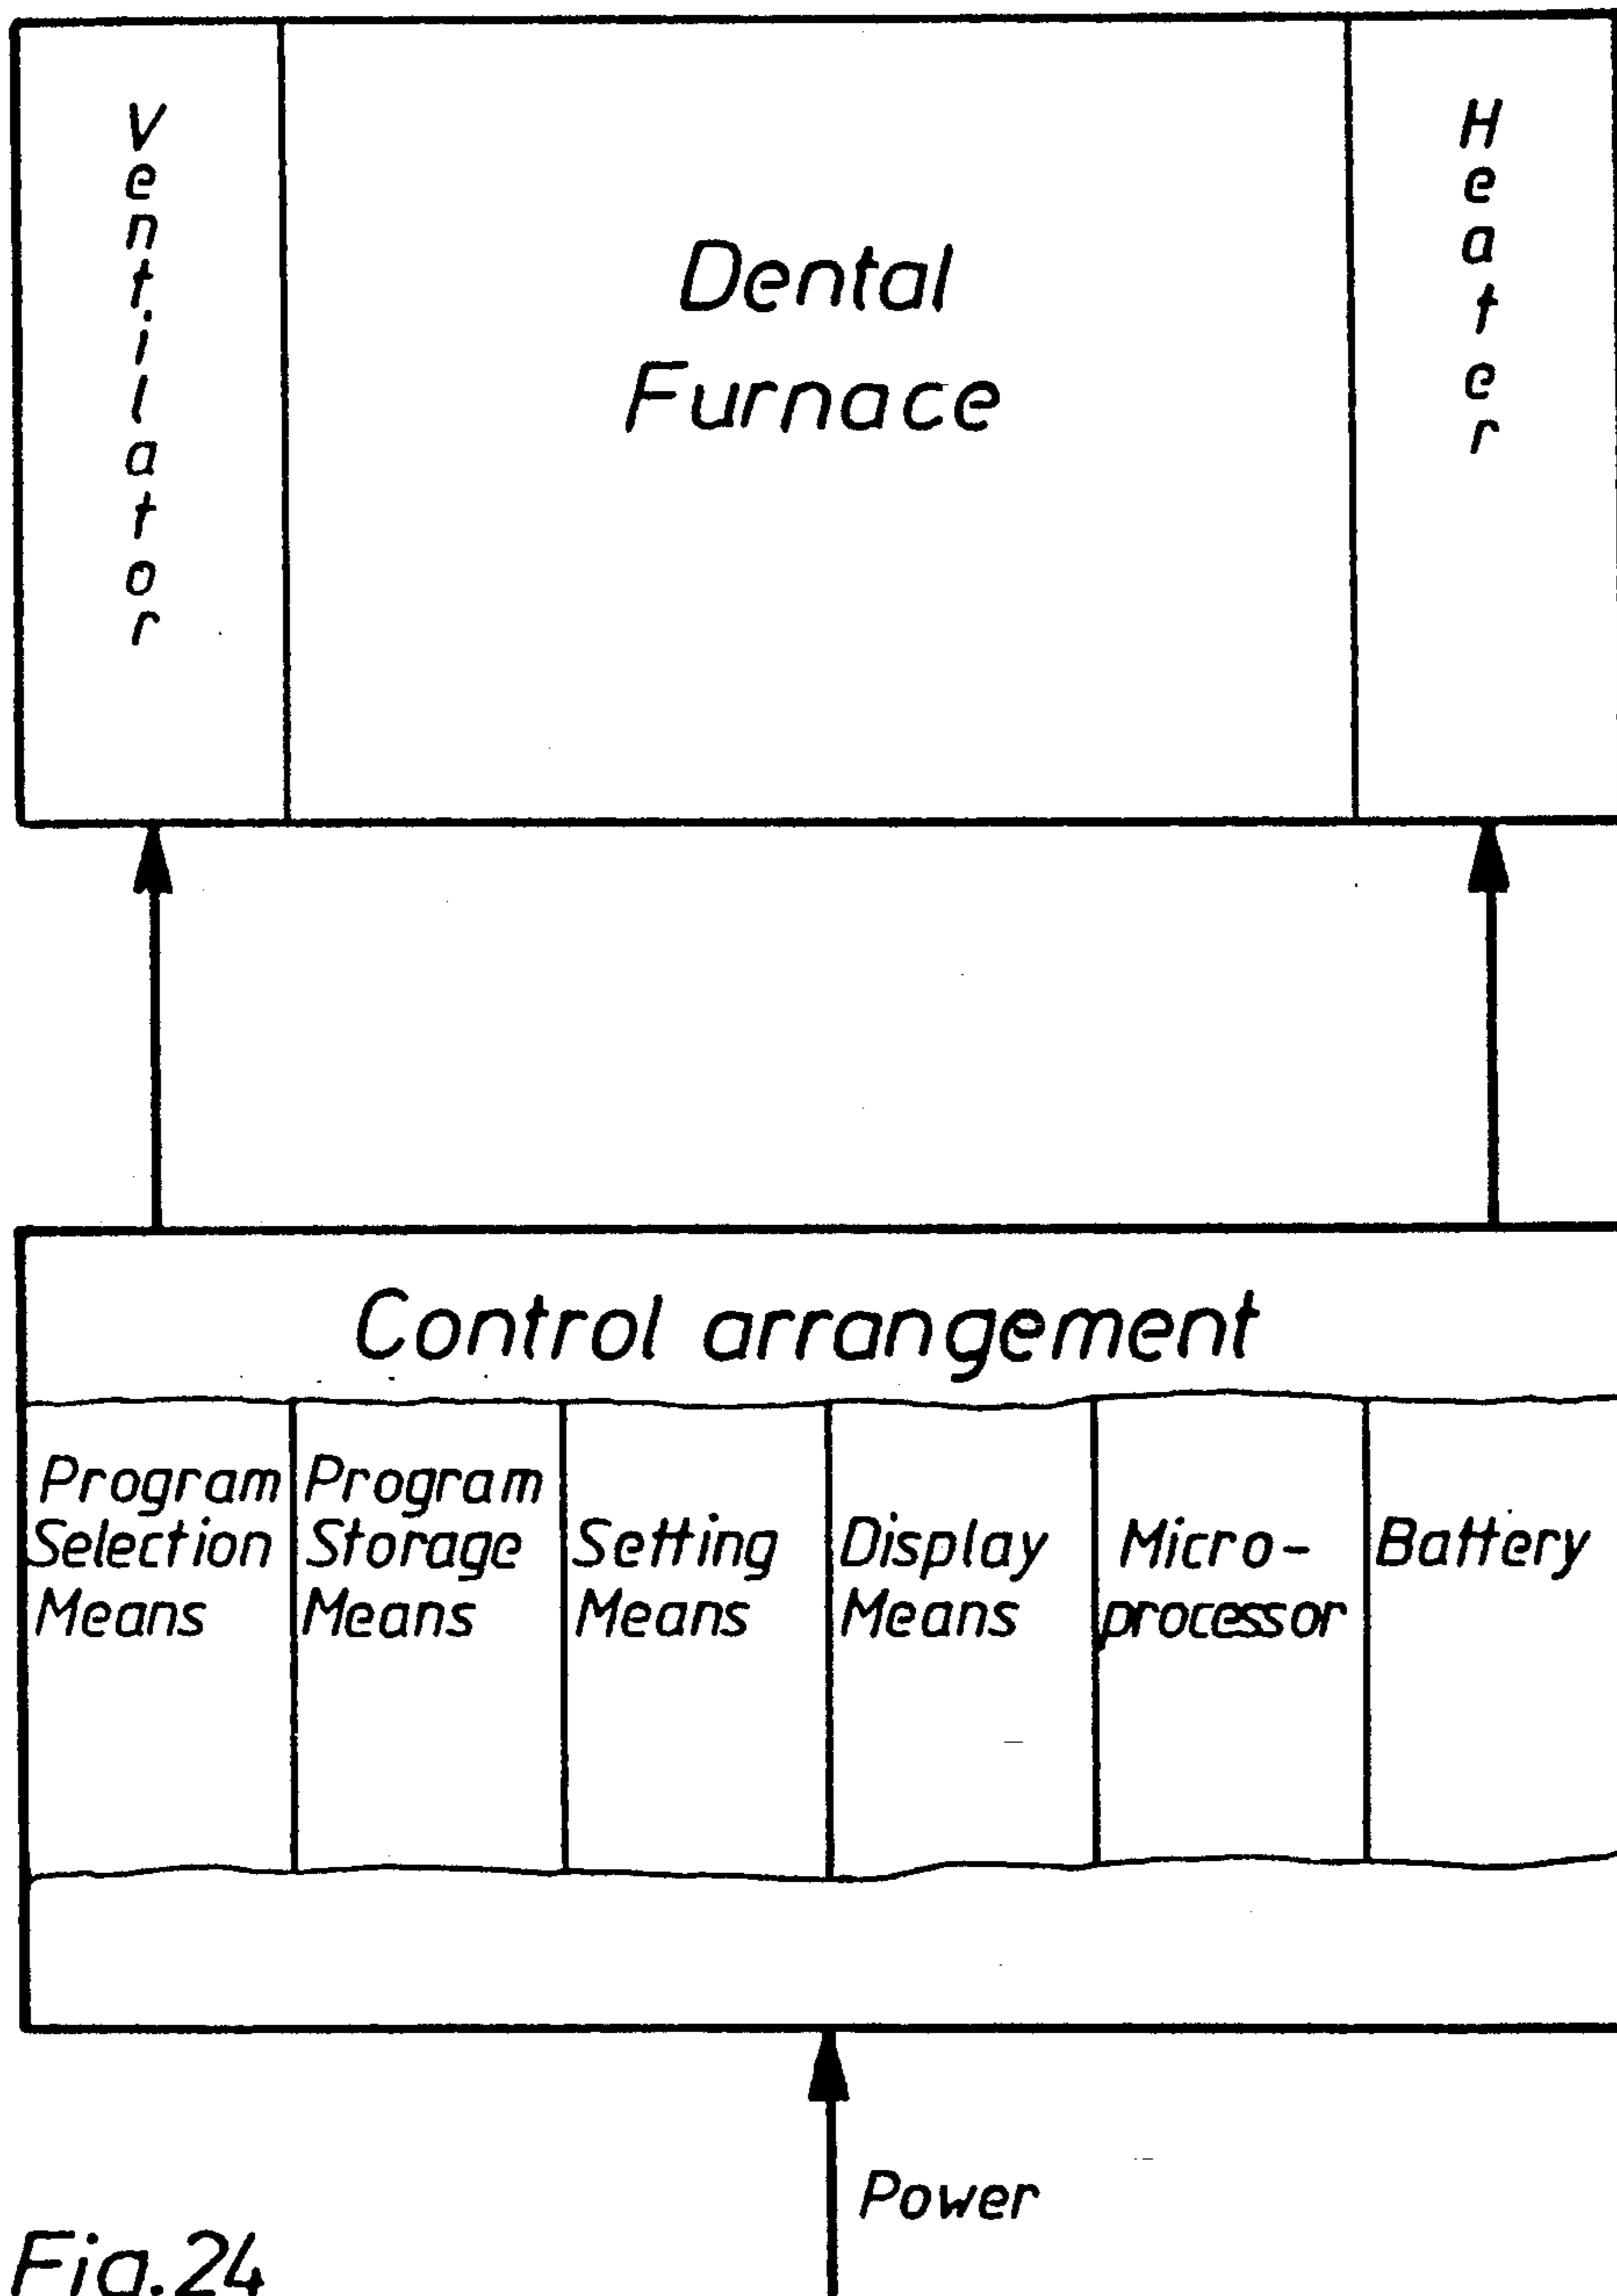 Ventilator
Dental
Furnace
Heater
Control arrangement
Program
Selection
Means
Program
Storage
Means
Setting
Means
Display
Means
Micro-
processor
Battery
Power
Fig.24